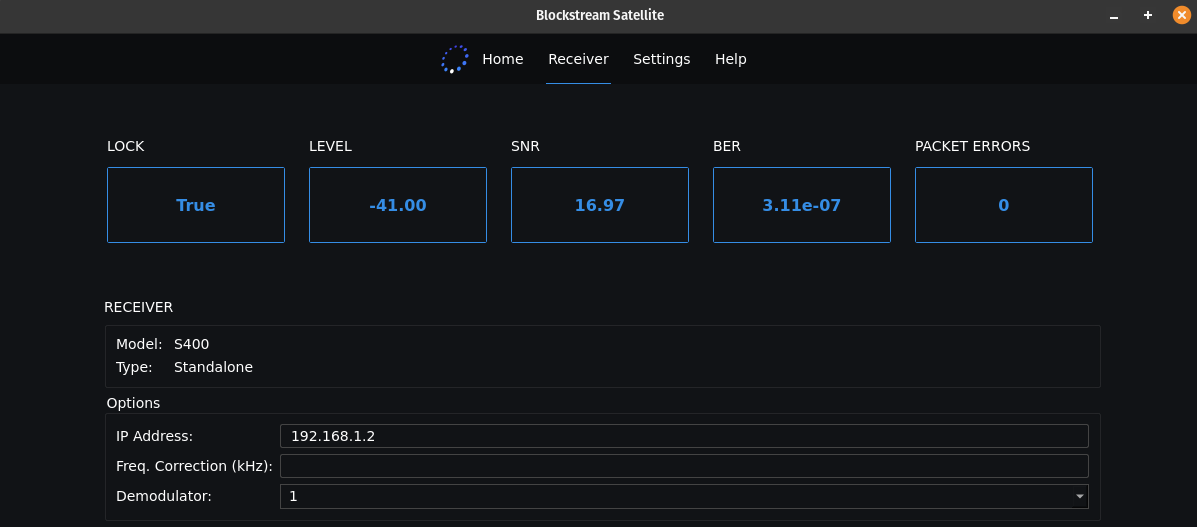 Blockstream Satellite
Home Receiver Settings Help
LOCK LEVEL SNR BER PACKET ERRORS
True -41.00 16.97 3.11e-07 0
RECEIVER
Model: S400
Type: Standalone
Options
IP Address: 192.168.1.2
Freq. Correction (kHz):
Demodulator: 1